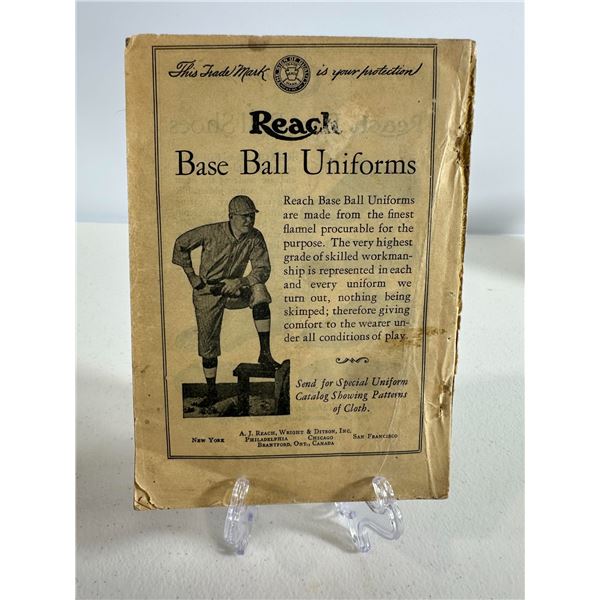 This Trade Mark is your protection
Reach
Base Ball Uniforms
Reach Base Ball Uniforms
are made from the finest
flannel procurable for the
purpose. The very highest
grade of skilled workman-
ship is represented in each
and every uniform we
turn out, nothing being
skimped; therefore giving
comfort to the wearer un-
der all conditions of play.
Send for Special Uniform
Catalog Showing Patterns
of Cloth.
A. J. Reach, Wright & Ditson, Inc.
New York Philadelphia Chicago San Francisco
Brantford, Ont., Canada